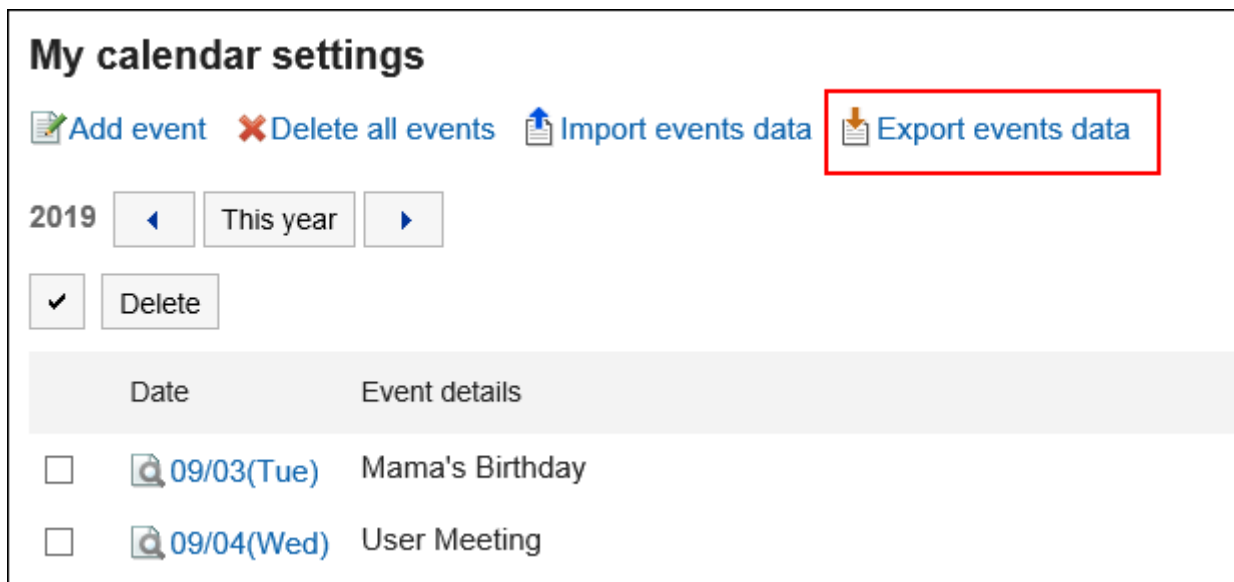 My calendar settings
Add event Delete all events Import events data Export events data
2019 This year
Delete
Date Event details
09/03(Tue) Mama's Birthday
09/04(Wed) User Meeting